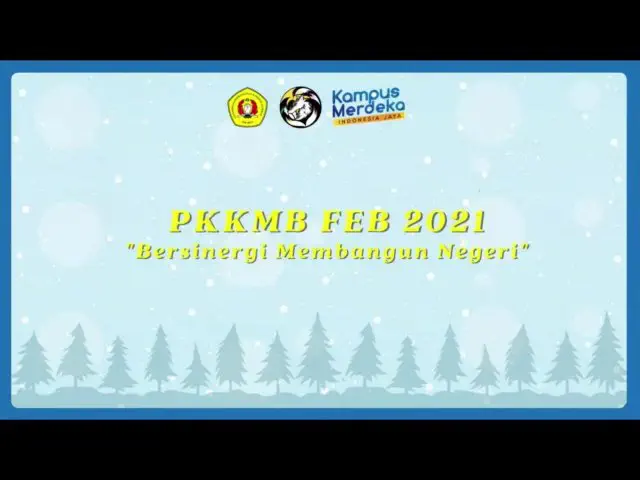 Kampus
Merdeka
INDONESIA JAYA
PKKMB FEB 2021
"Bersinergi Membangun Negeri"